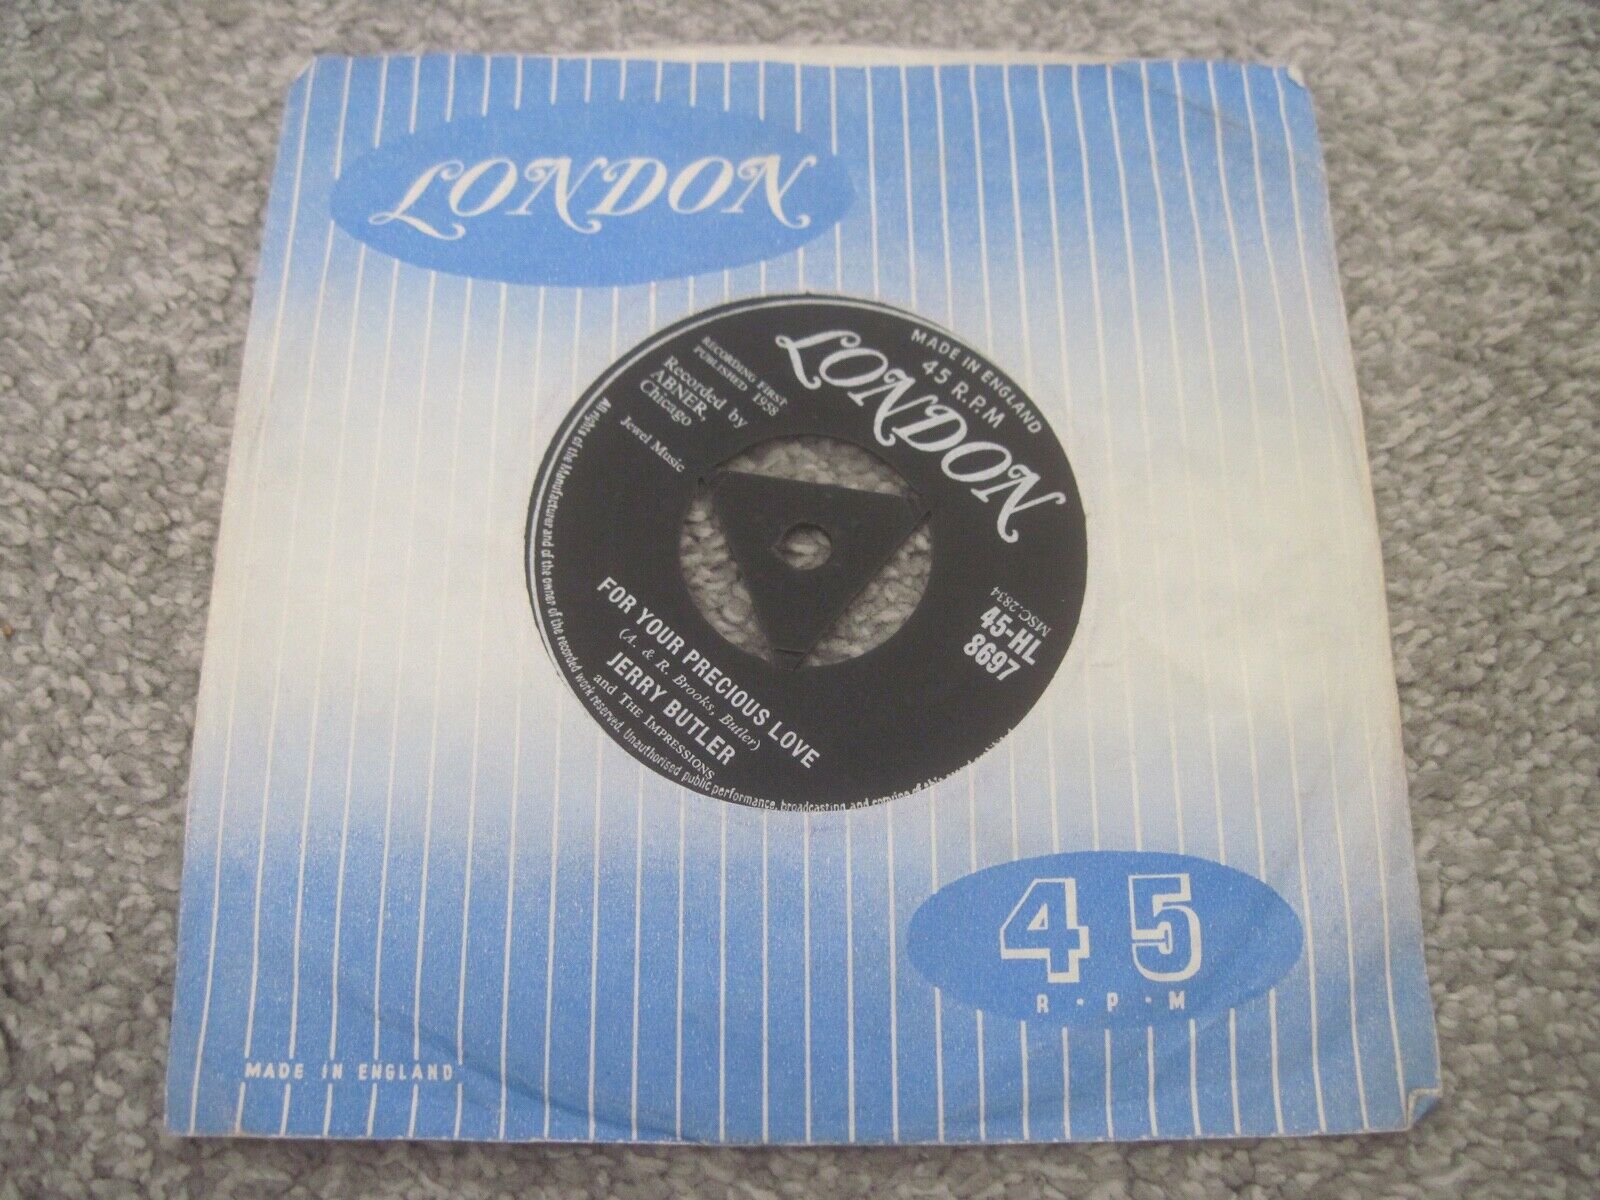 LONDON
MADE IN ENGLAND
45 R.P.M
LONDON
RECORDING FIRST
PUBLISHED 1958
Recorded by
ABNER,
Chicago
Jewel Music
MSC.2834
45-HL
8697
FOR YOUR PRECIOUS LOVE
(A. & R. Brooks, Butler)
JERRY BUTLER
and THE IMPRESSIONS
All rights of the Manufacturer and of the owner of the recorded work reserved. Unauthorised public performance, broadcasting and copying of this
45
R·P·M
MADE IN ENGLAND